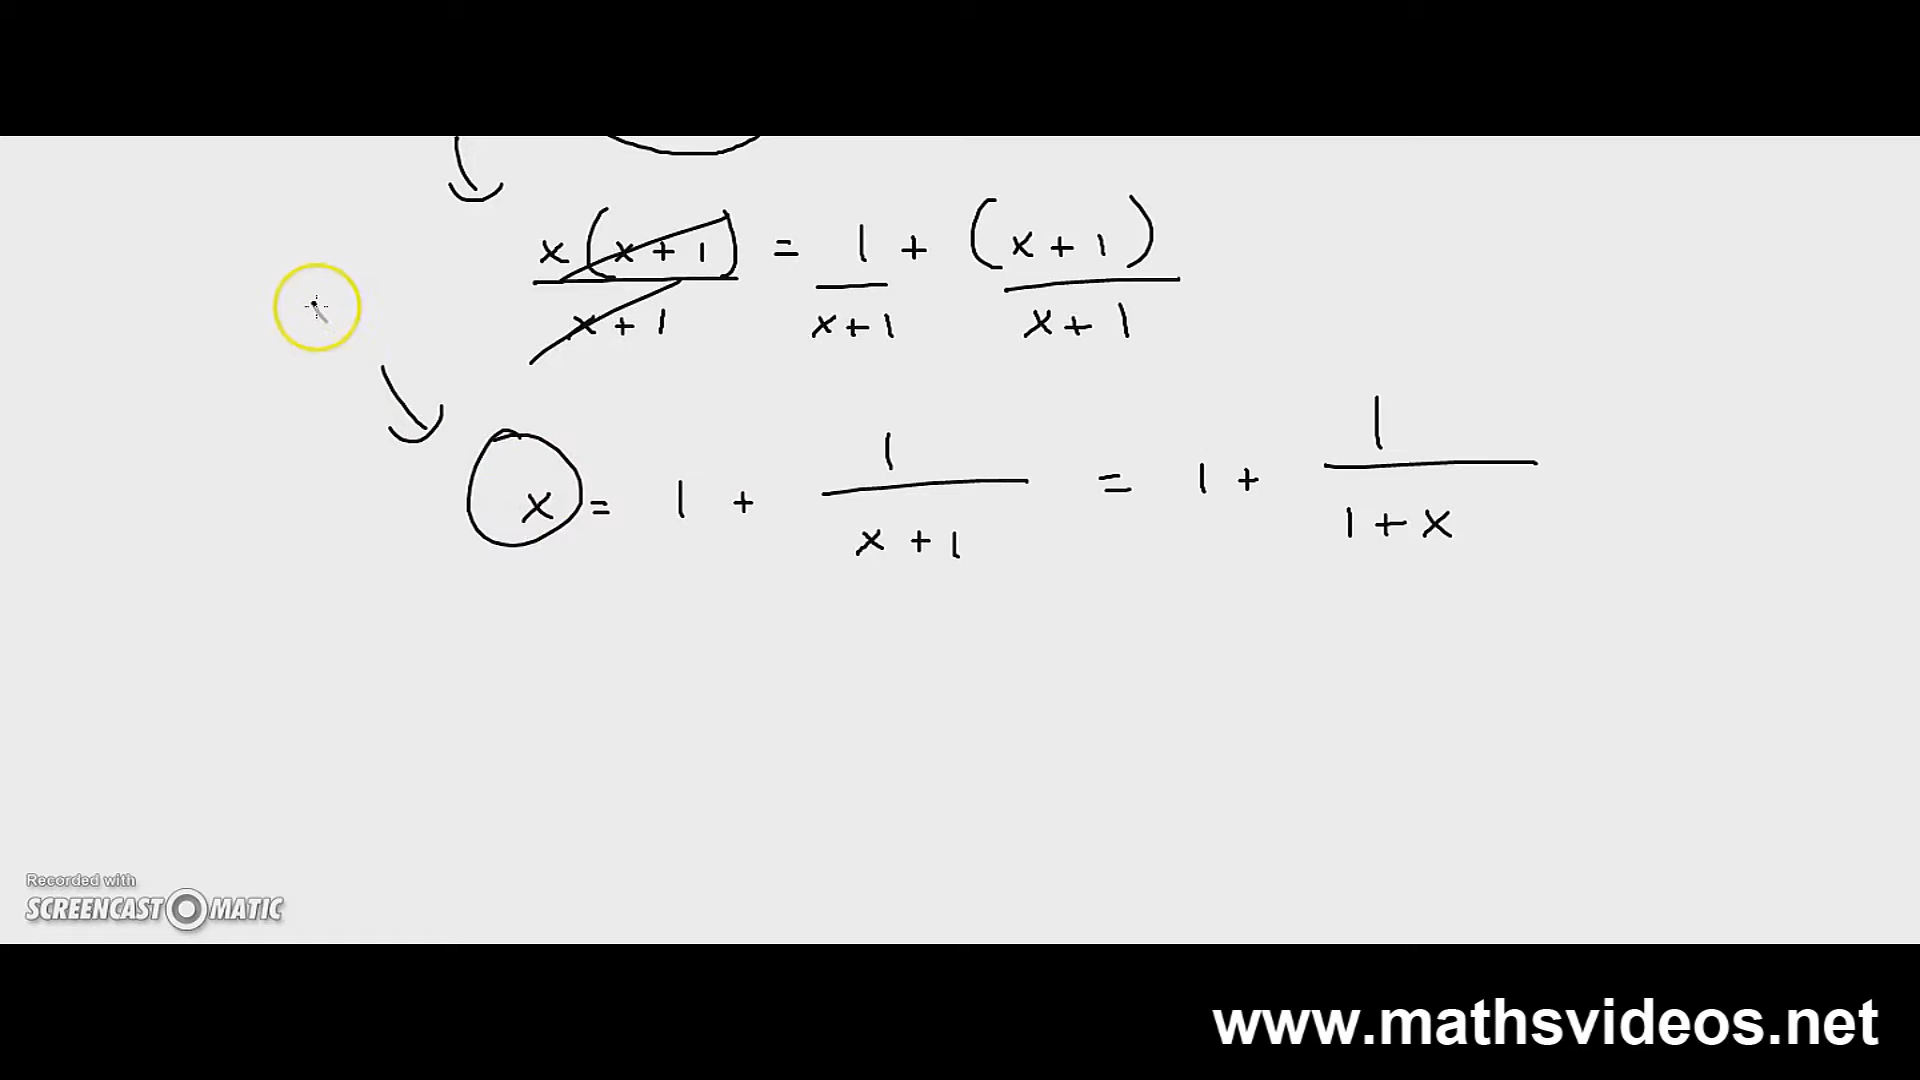 x(x+1)/x+1 = 1/x+1 + (x+1)/x+1
x = 1 + 1/x+1 = 1 + 1/1+x
Recorded with
SCREENCAST MATIC
www.mathsvideos.net